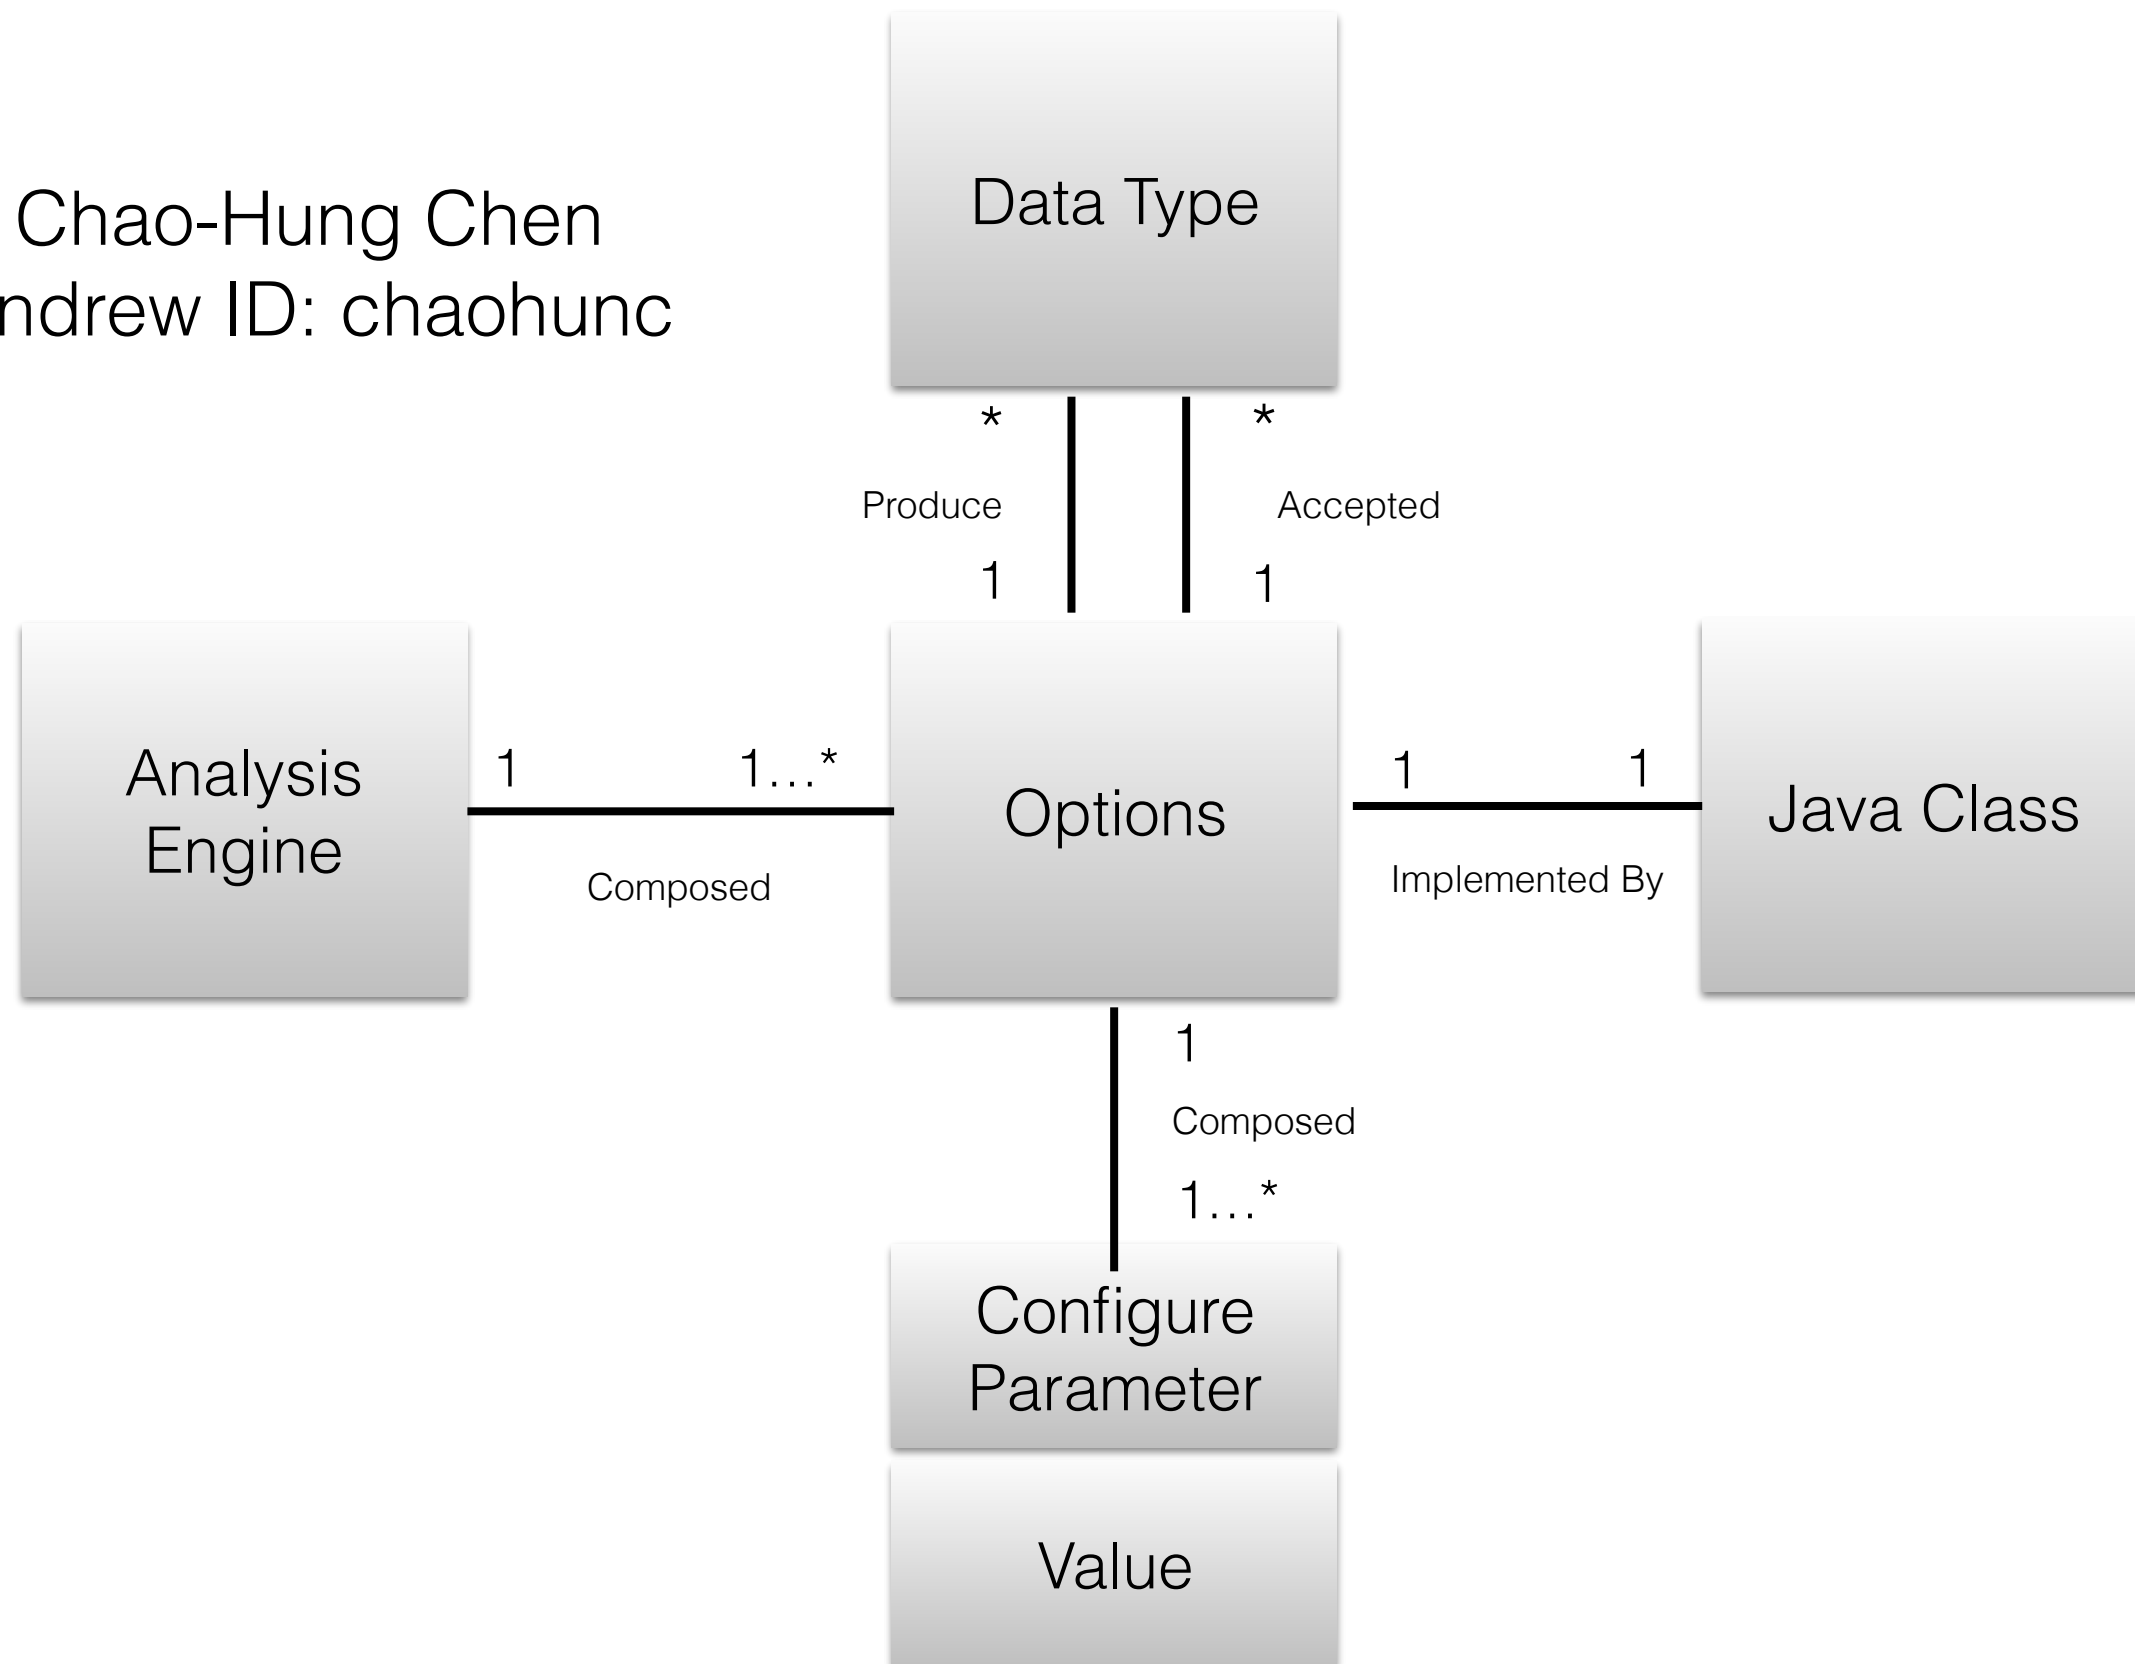 Chao-Hung Chen
ndrew ID: chaohunc
Data Type
*
*
Produce
Accepted
1
1
Analysis
Engine
1
1…*
Composed
Options
1
1
Implemented By
Java Class
1
Composed
1…*
Configure
Parameter
Value